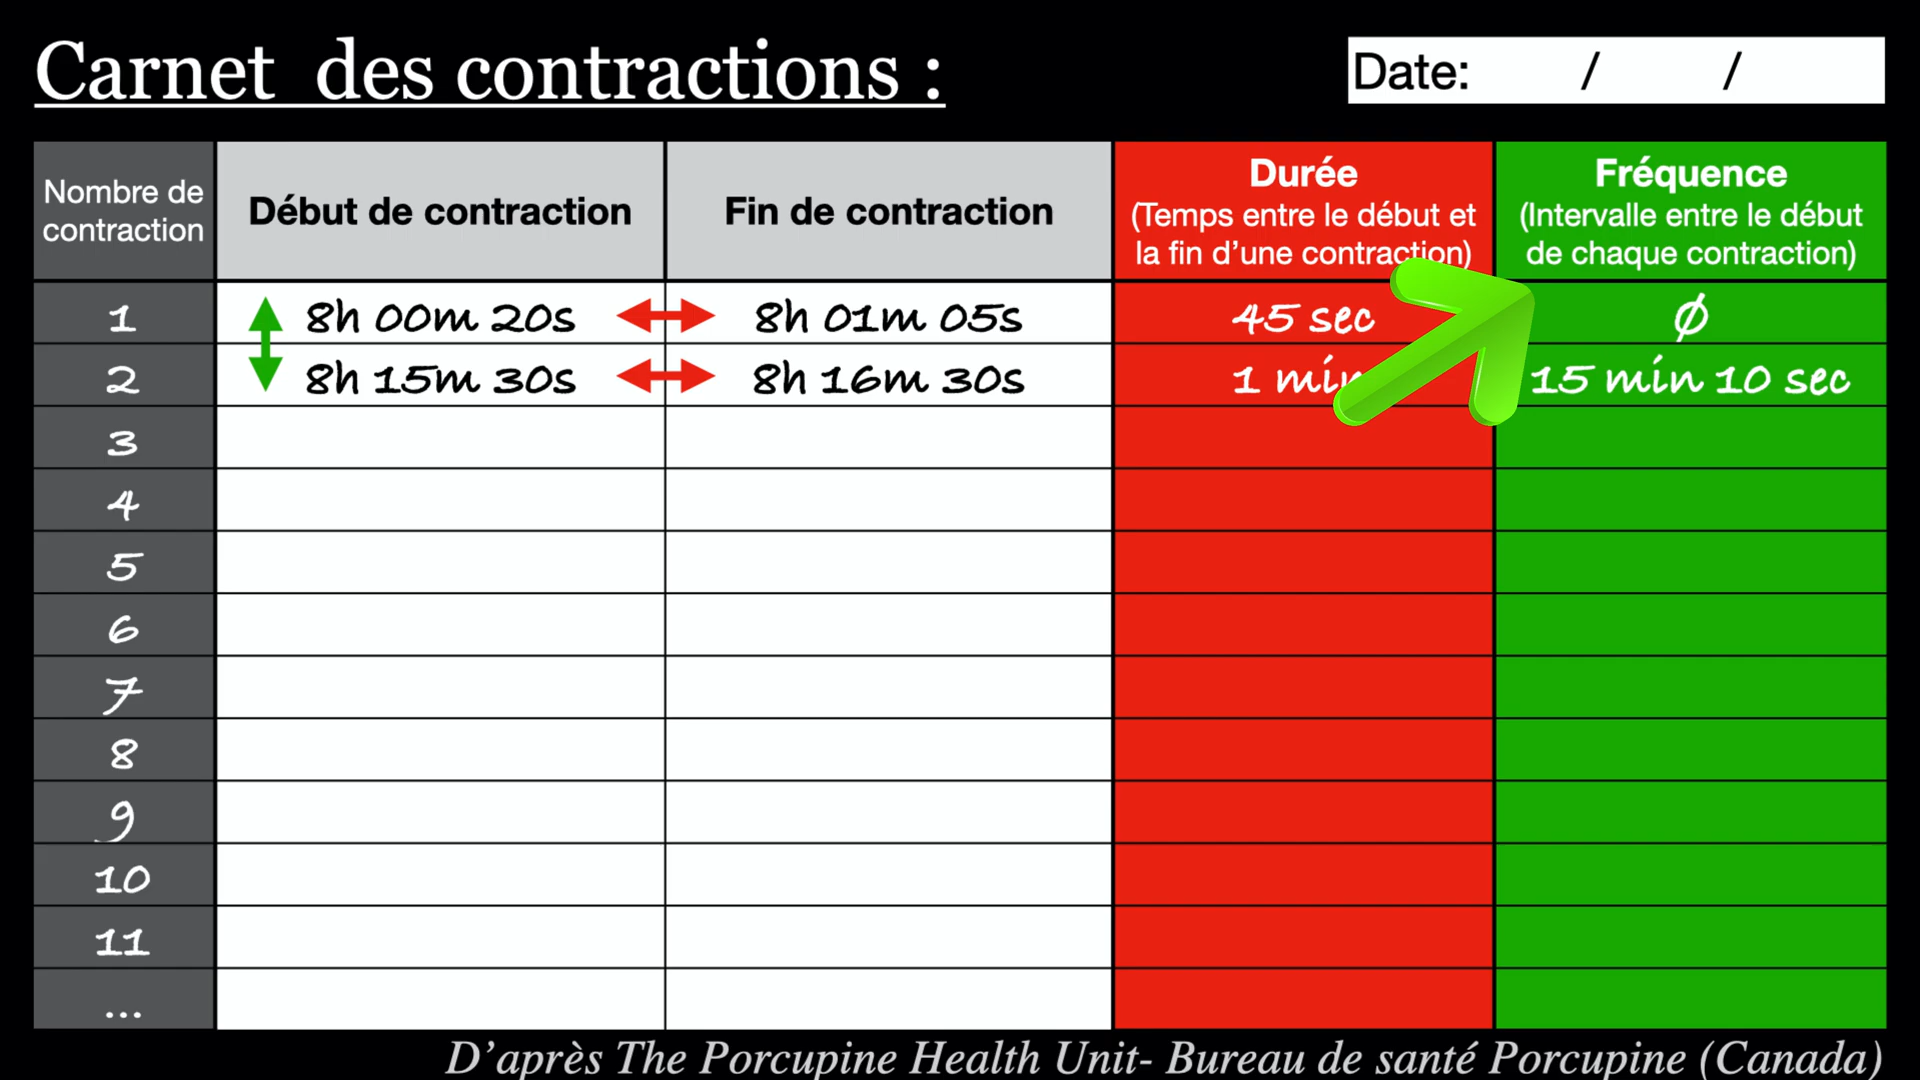 Carnet des contractions :
Date: / /
Nombre de
contraction
Début de contraction
Fin de contraction
Durée
(Temps entre le début et
la fin d’une contraction)
Fréquence
(Intervalle entre le début
de chaque contraction)
1 8h 00m 20s 8h 01m 05s 45 sec Ø
2 8h 15m 30s 8h 16m 30s 1 min 15 min 10 sec
3
4
5
6
7
8
9
10
11
...
D’après The Porcupine Health Unit- Bureau de santé Porcupine (Canada)